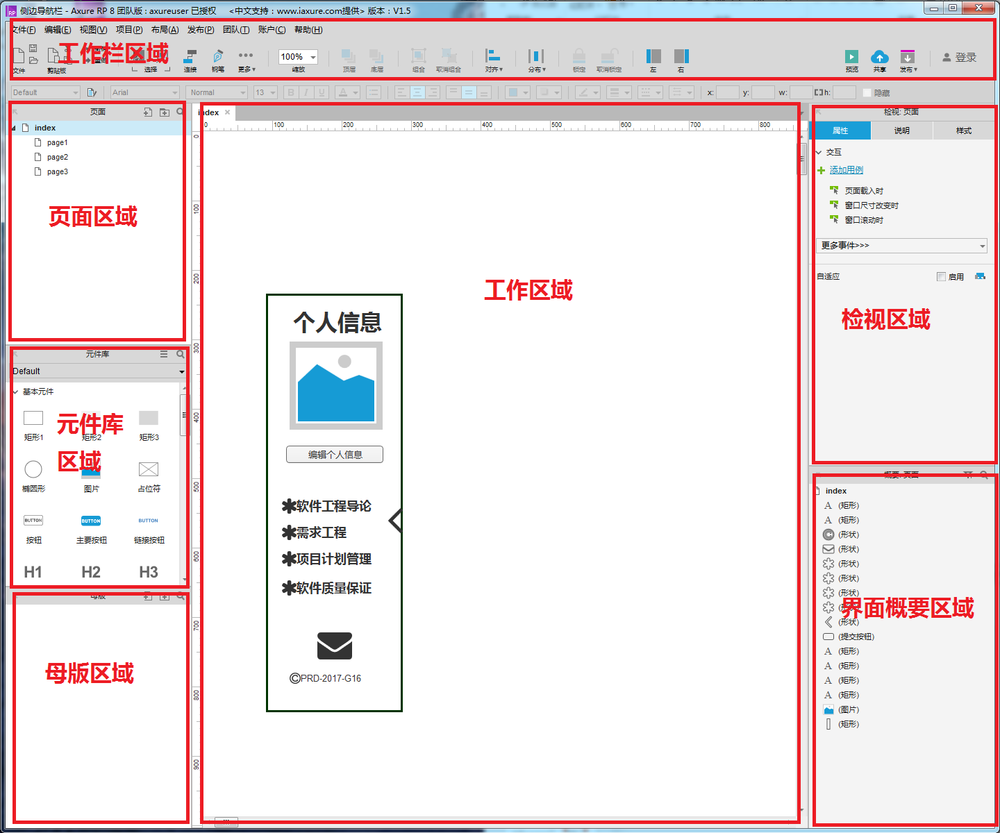 侧边导航栏 - Axure RP 8 团队版 : axureuser 已授权 <中文支持：www.iaxure.com提供> 版本：V1.5
文件(F) 编辑(E) 视图(V) 项目(P) 布局(A) 发布(P) 团队(T) 账户(C) 帮助(H)
工作栏区域
100%
登录
文件 剪贴板 选择 连接 钢笔 更多▾ 缩放 顶层 底层 组合 取消组合 对齐▾ 分布▾ 锁定 取消锁定 左 右 预览 共享 发布▾
Default Arial Normal 13 B I U A x: y: w: h: 隐藏
页面
index
page1
page2
page3
页面区域
元件库
Default
基本元件
元件库
矩形1 矩形2 矩形3
区域
椭圆形 图片 占位符
BUTTON BUTTON BUTTON
按钮 主要按钮 链接按钮
H1 H2 H3
母版
母版区域
index
0 100 200 300 400 500 600 700 800
0
100
200
300
400
500
600
700
800
900
工作区域
个人信息
编辑个人信息
✱软件工程导论
✱需求工程
✱项目计划管理
✱软件质量保证
©PRD-2017-G16
检视: 页面
属性 说明 样式
交互
添加用例
页面载入时
窗口尺寸改变时
窗口滚动时
更多事件>>>
自适应 启用
检视区域
概要: 页面
index
A (矩形)
A (矩形)
(形状)
(形状)
(形状)
(形状)
(形状)
(形状)
界面概要区域
(形状)
(提交按钮)
A (矩形)
A (矩形)
A (矩形)
A (矩形)
(图片)
(矩形)